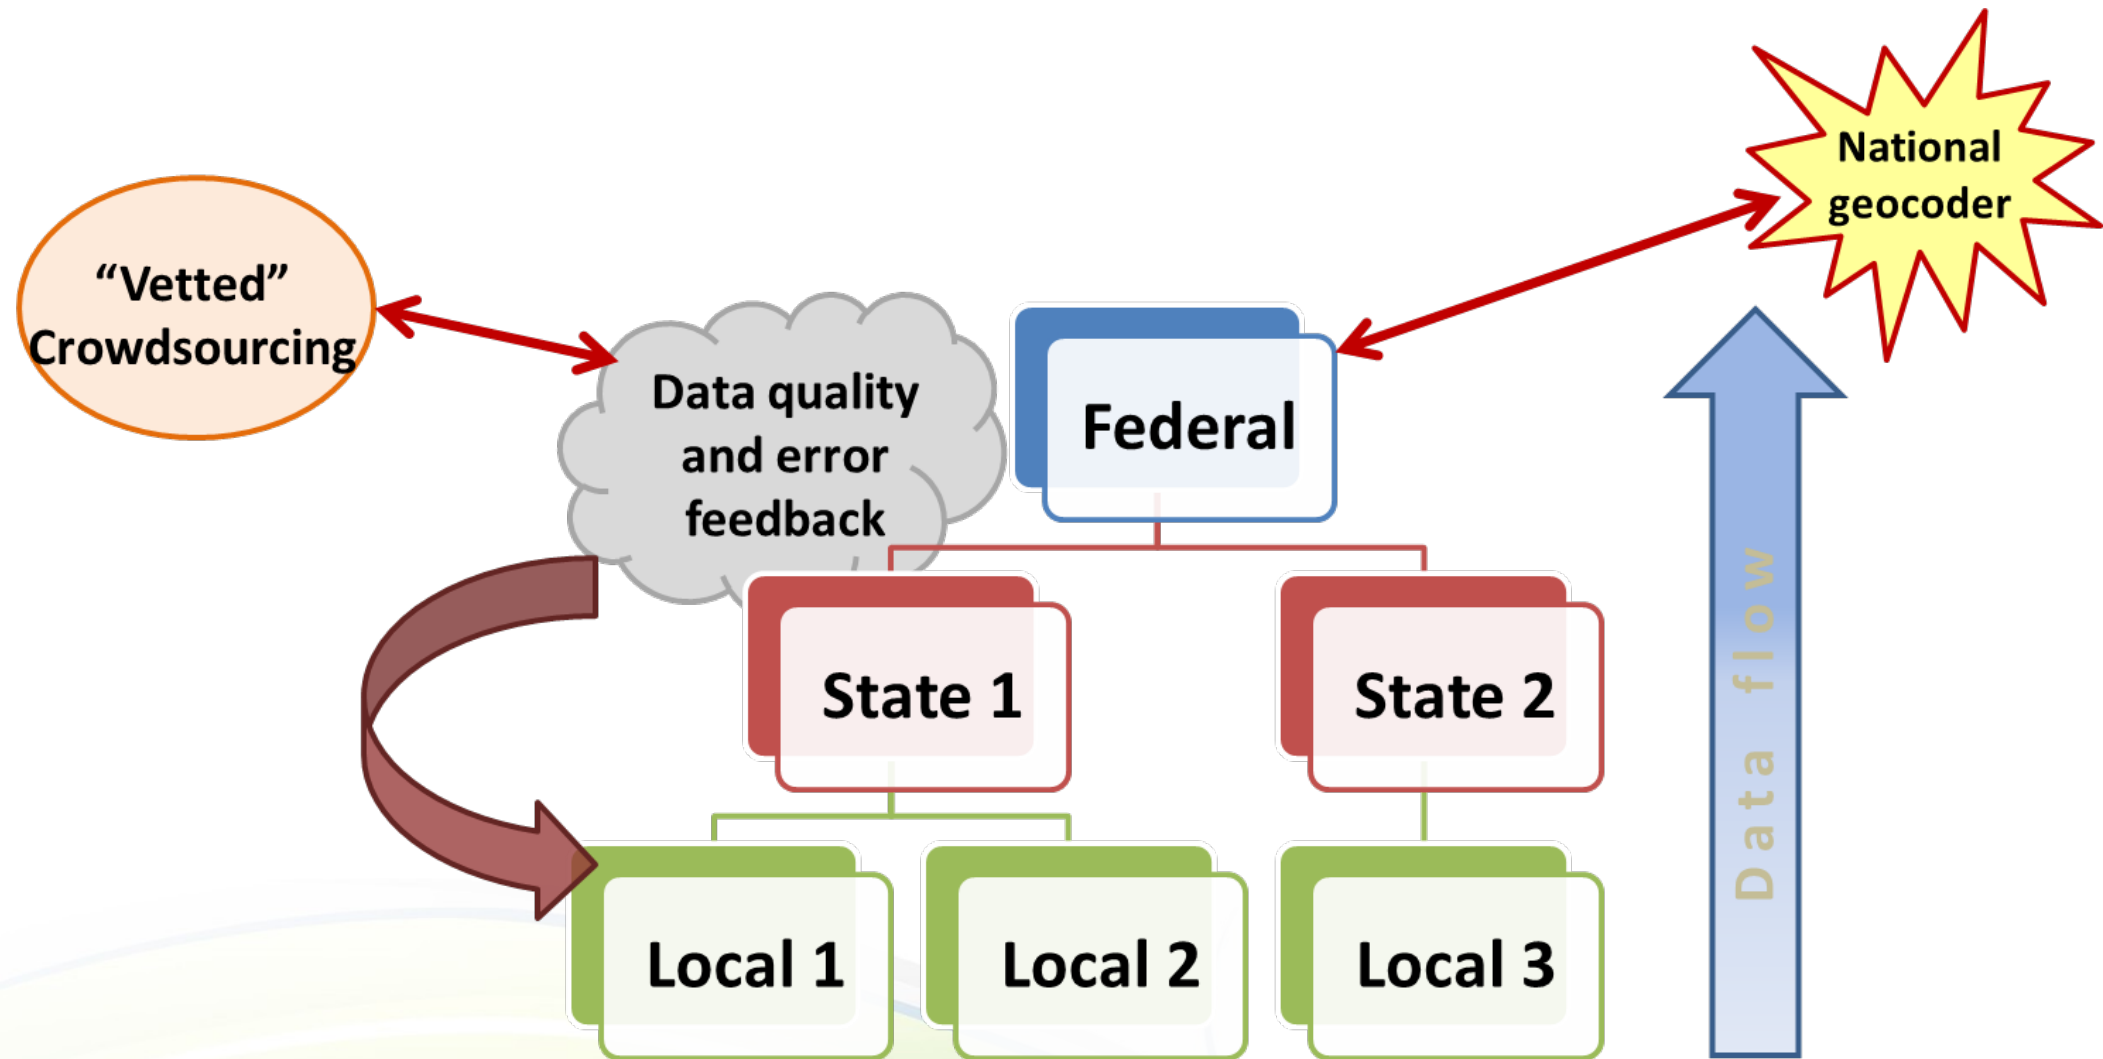 National
geocoder
“Vetted”
Crowdsourcing
Data quality
and error
feedback
Federal
State 1
State 2
Data flow
Local 1
Local 2
Local 3